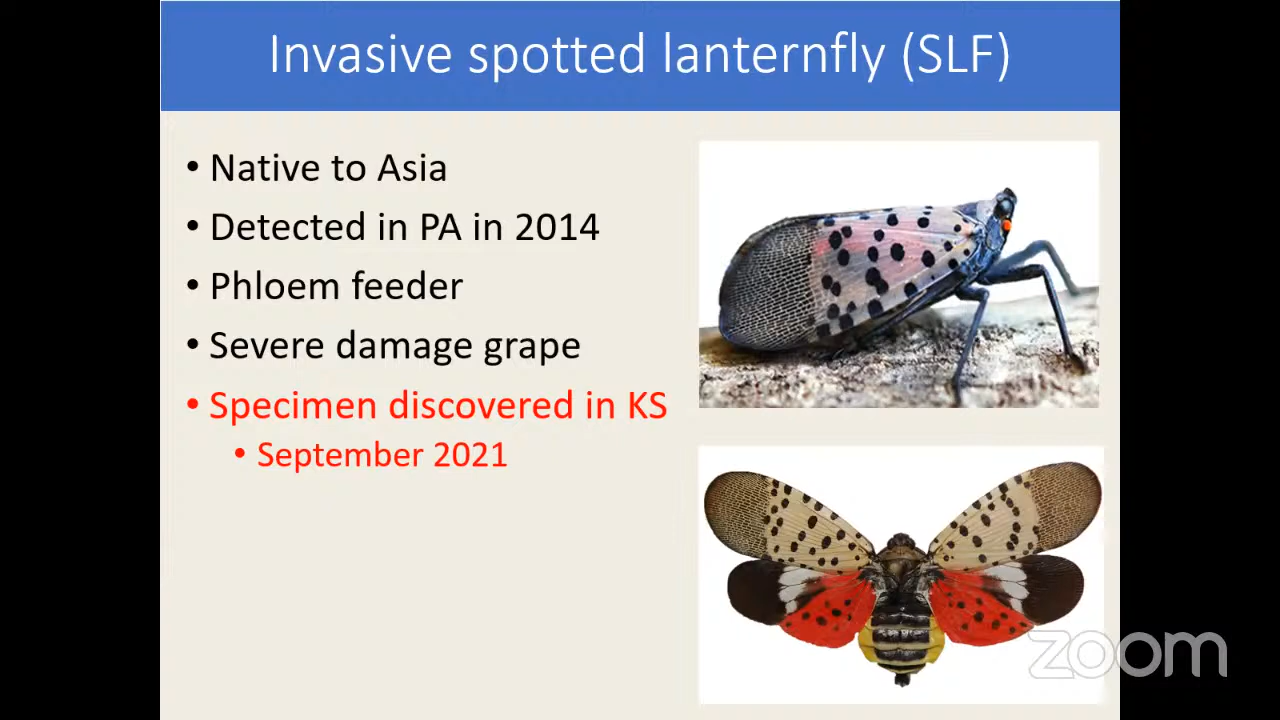 Invasive spotted lanternfly (SLF)
• Native to Asia
• Detected in PA in 2014
• Phloem feeder
• Severe damage grape
• Specimen discovered in KS
• September 2021
zoom